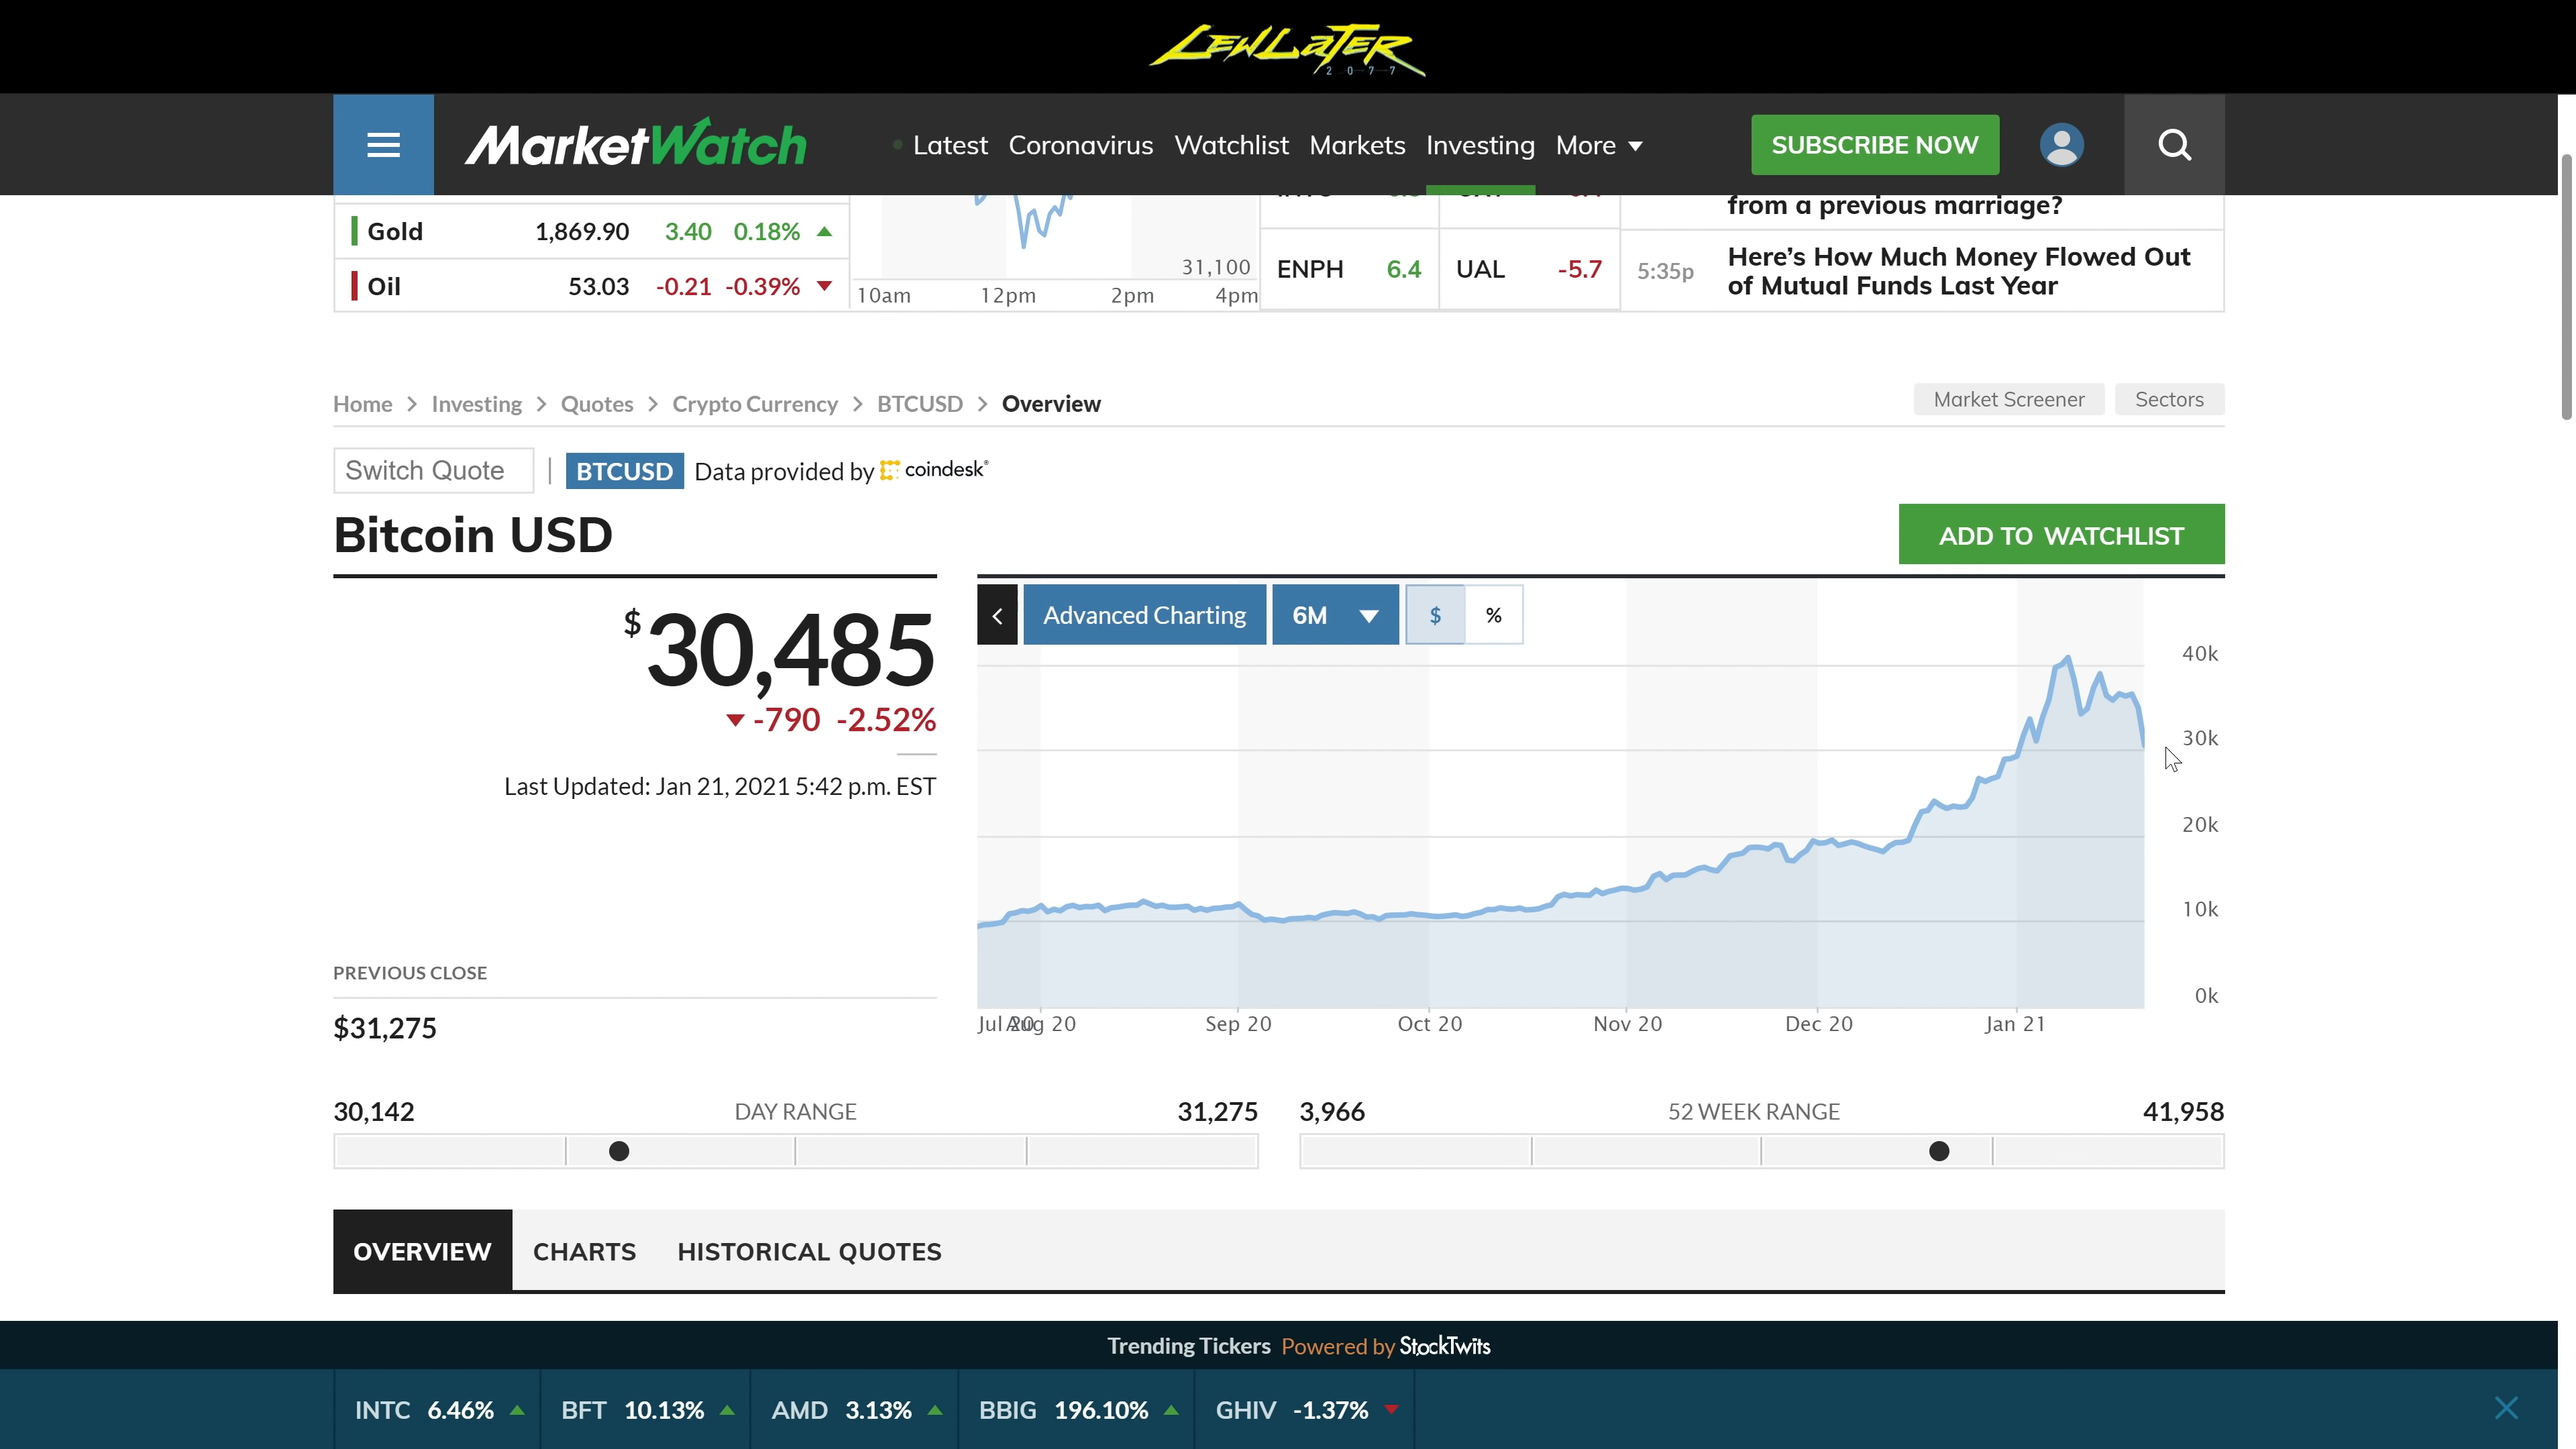 LEWLATER
2077
MarketWatch
Latest Coronavirus Watchlist Markets Investing More
SUBSCRIBE NOW
from a previous marriage?
Gold 1,869.90 3.40 0.18%
Oil 53.03 -0.21 -0.39%
31,100
10am 12pm 2pm 4pm
ENPH 6.4 UAL -5.7
5:35p
Here’s How Much Money Flowed Out
of Mutual Funds Last Year
Home > Investing > Quotes > Crypto Currency > BTCUSD > Overview
Market Screener Sectors
Switch Quote | BTCUSD Data provided by coindesk
Bitcoin USD
ADD TO WATCHLIST
$30,485
-790 -2.52%
Last Updated: Jan 21, 2021 5:42 p.m. EST
PREVIOUS CLOSE
$31,275
Advanced Charting 6M $ %
40k
30k
20k
10k
0k
Jul 20 Aug 20 Sep 20 Oct 20 Nov 20 Dec 20 Jan 21
30,142 DAY RANGE 31,275
3,966 52 WEEK RANGE 41,958
OVERVIEW CHARTS HISTORICAL QUOTES
Trending Tickers Powered by StockTwits
INTC 6.46% BFT 10.13% AMD 3.13% BBIG 196.10% GHIV -1.37%